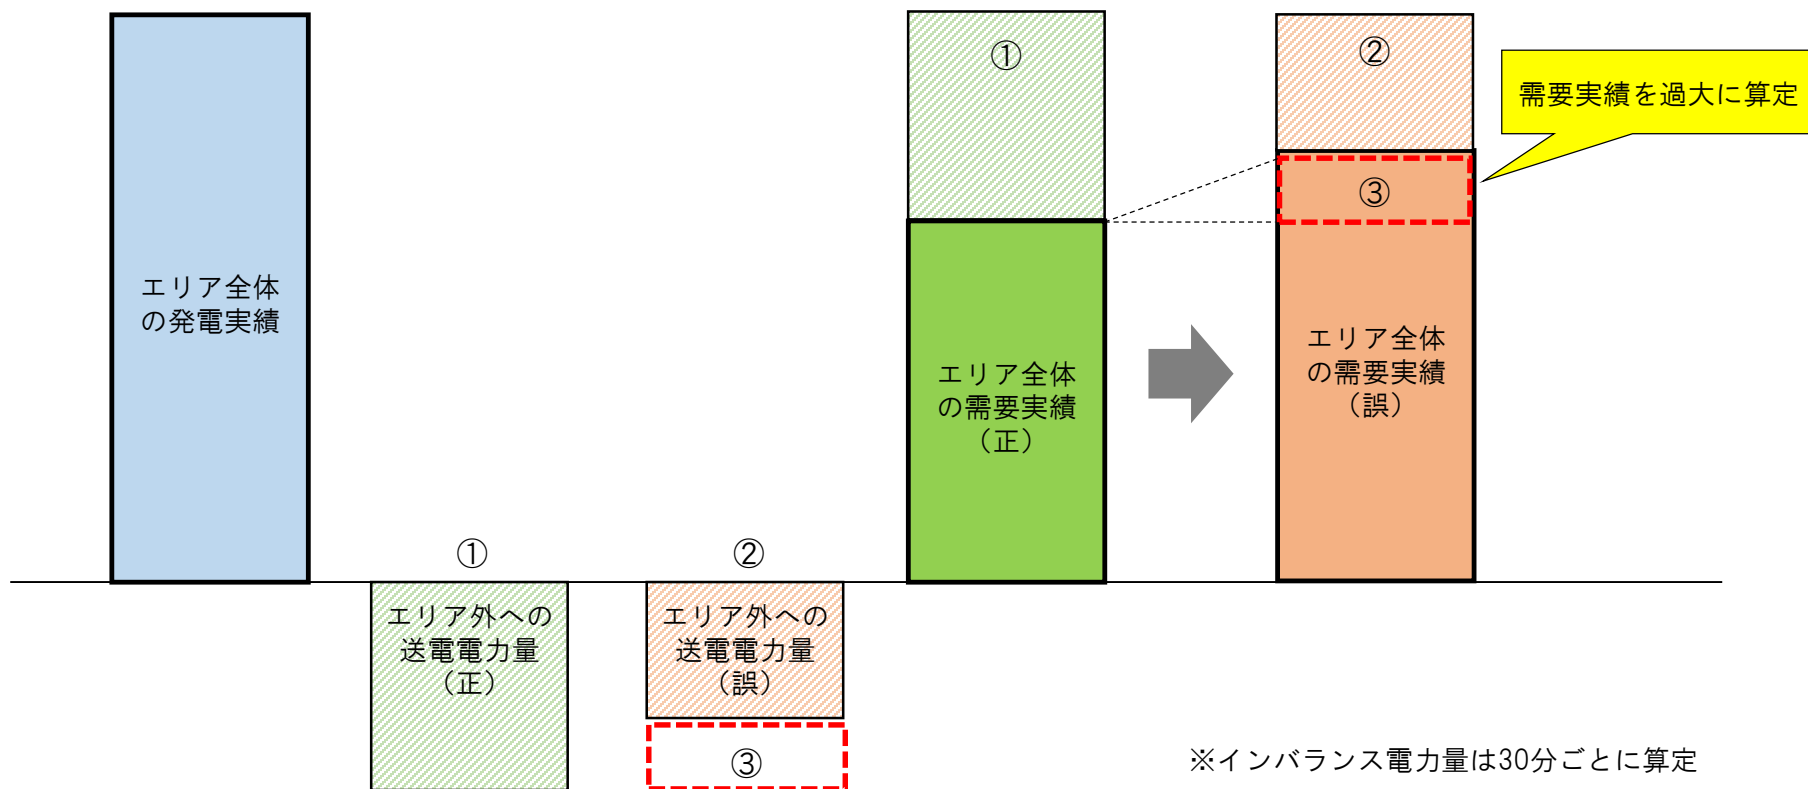 エリア全体
の発電実績
①
エリア外への
送電電力量
（正）
②
エリア外への
送電電力量
（誤）
③
①
エリア全体
の需要実績
（正）
②
③
エリア全体
の需要実績
（誤）
需要実績を過大に算定
※インバランス電力量は30分ごとに算定